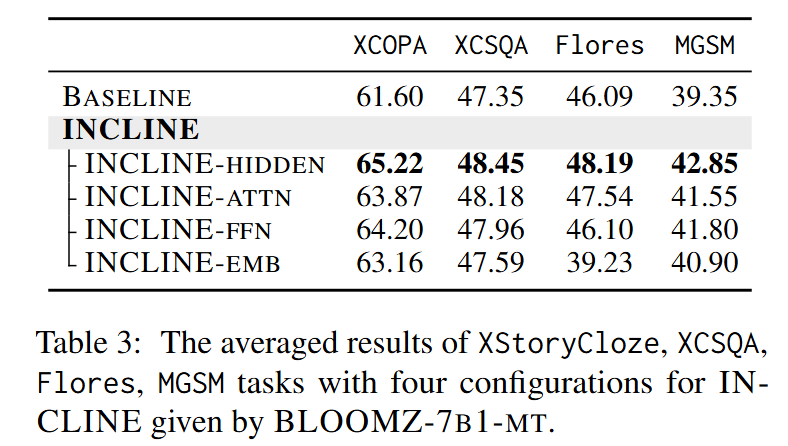 XCOPA XCSQA Flores MGSM
BASELINE 61.60 47.35 46.09 39.35
INCLINE
INCLINE-HIDDEN 65.22 48.45 48.19 42.85
INCLINE-ATTN 63.87 48.18 47.54 41.55
INCLINE-FFN 64.20 47.96 46.10 41.80
INCLINE-EMB 63.16 47.59 39.23 40.90
Table 3: The averaged results of XStoryCloze, XCSQA,
Flores, MGSM tasks with four configurations for IN-
CLINE given by BLOOMZ-7B1-MT.